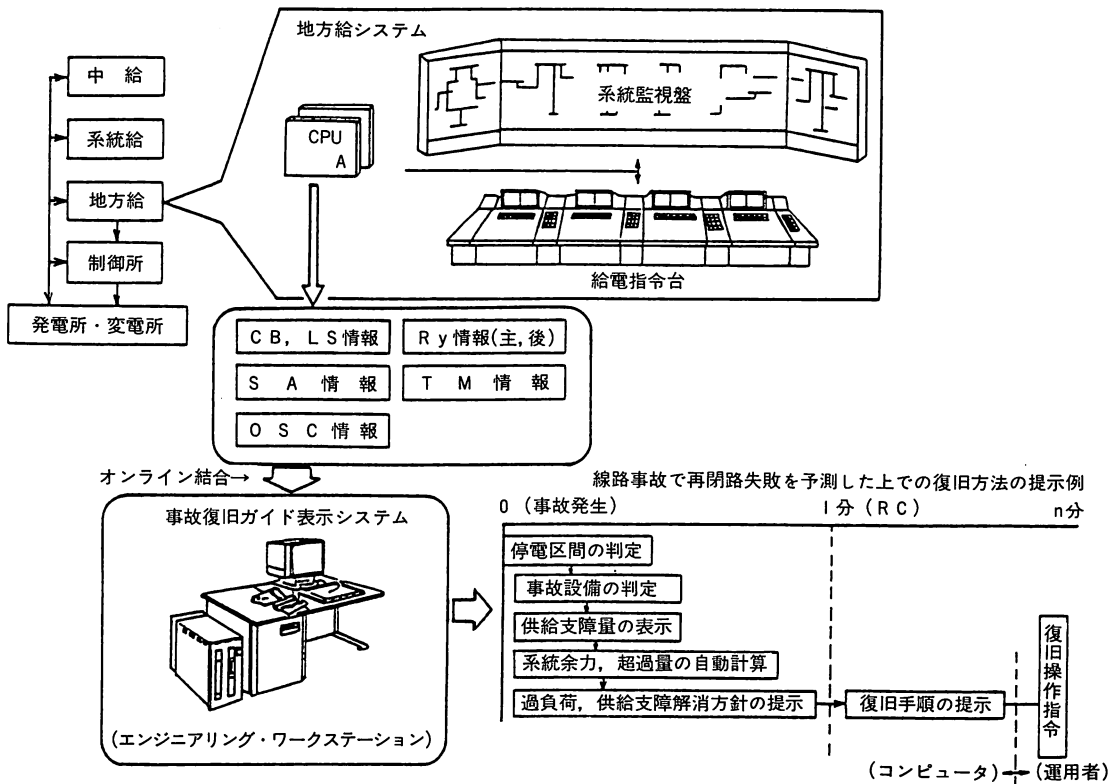 地方給システム
中給
系統給
地方給
制御所
発電所・変電所
CPU
A
系統監視盤
給電指令台
CB, LS情報
Ry情報(主,後)
SA情報
TM情報
OSC情報
オンライン結合→
事故復旧ガイド表示システム
(エンジニアリング・ワークステーション)
線路事故で再閉路失敗を予測した上での復旧方法の提示例
0 (事故発生)
1分(RC)
n分
停電区間の判定
事故設備の判定
供給支障量の表示
系統余力,超過量の自動計算
過負荷,供給支障解消方針の提示
復旧手順の提示
復旧操作指令
(コンピュータ)
(運用者)